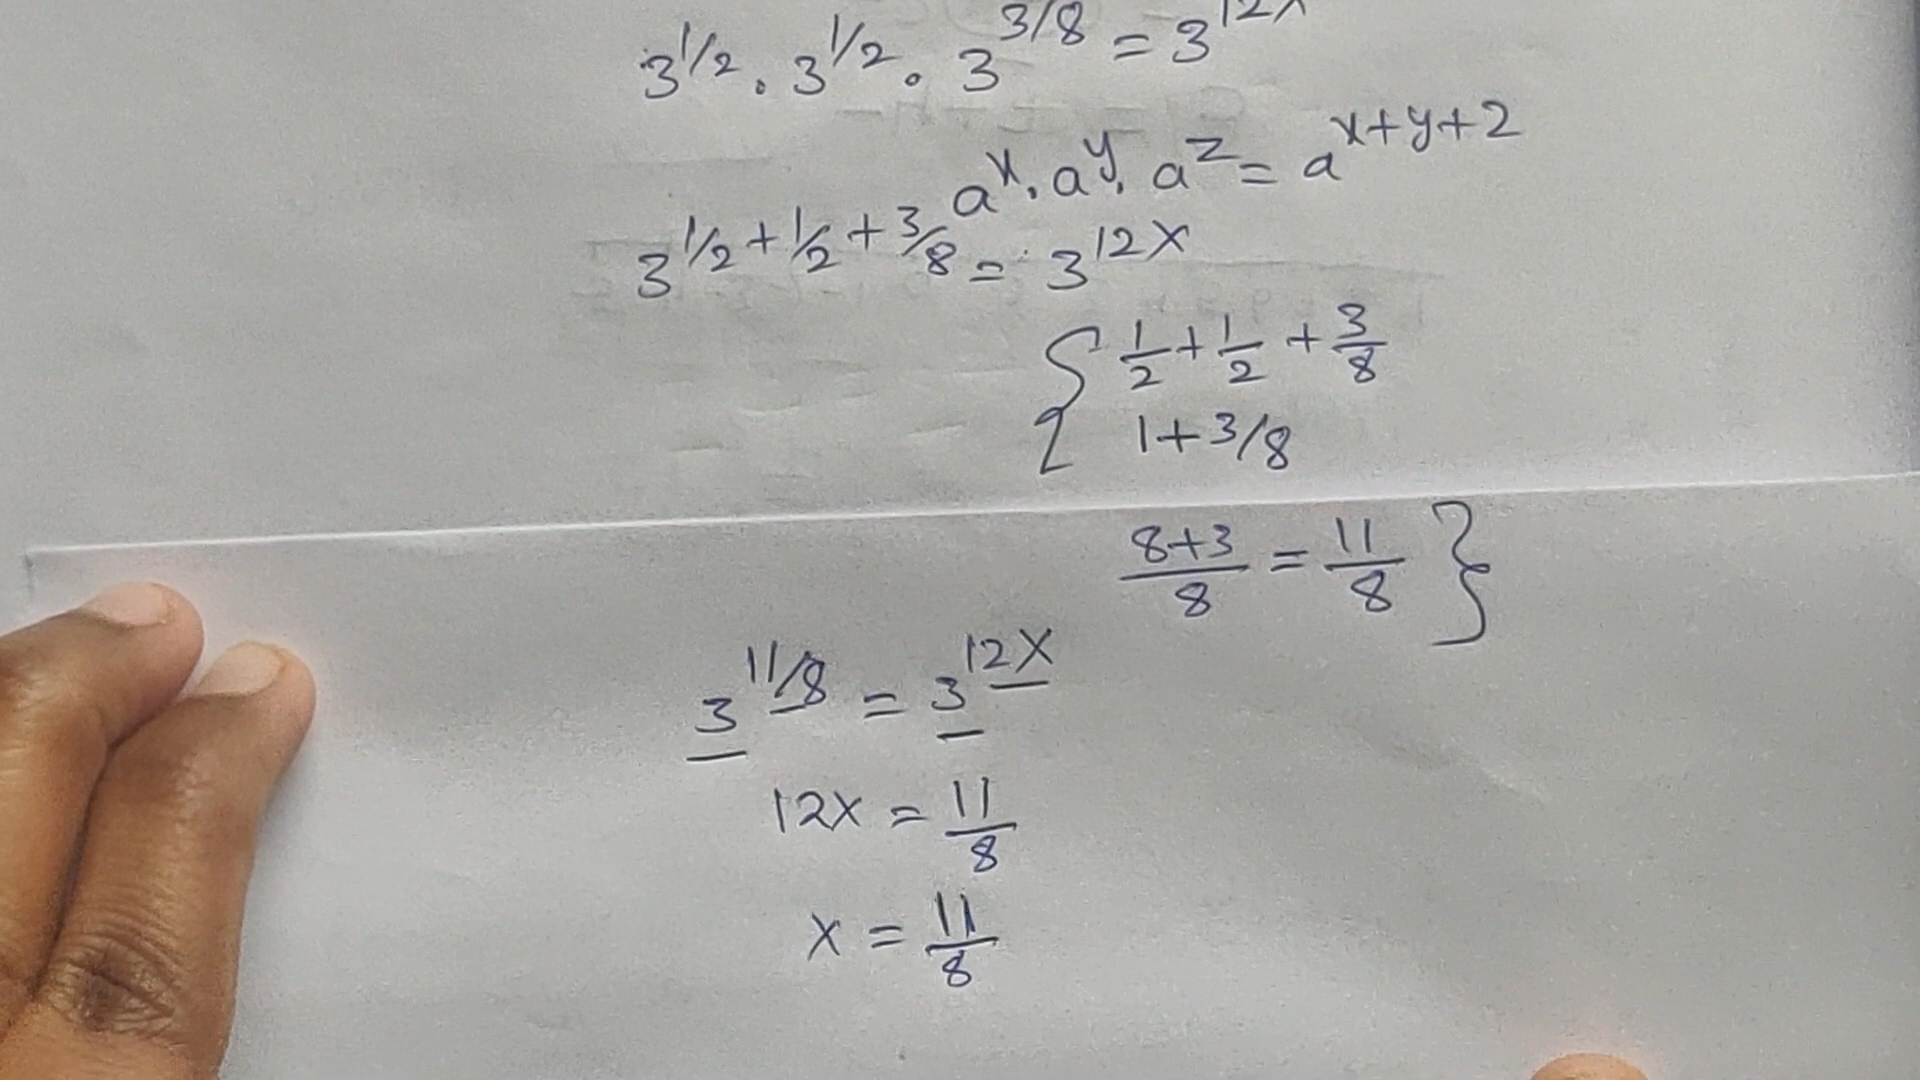 3^1/2 . 3^1/2 . 3^3/8 = 3^12x
a^x . a^y . a^z = a^x+y+2
3^1/2+1/2+3/8 = 3^12x
{ 1/2 + 1/2 + 3/8
1+3/8
8+3/8 = 11/8 }
3^11/8 = 3^12x
12x = 11/8
x = 11/8